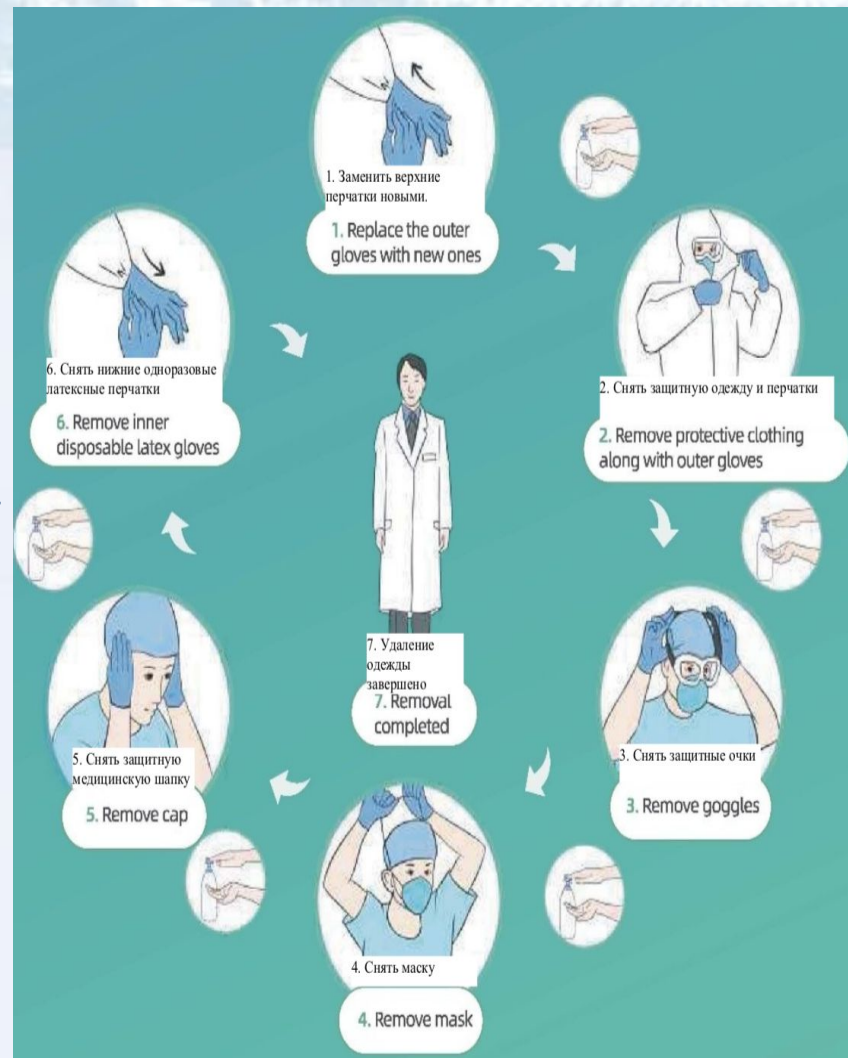 1. Заменить верхние
перчатки новыми.
1. Replace the outer
gloves with new ones
2. Снять защитную одежду и перчатки
2. Remove protective clothing
along with outer gloves
3. Снять защитные очки
3. Remove goggles
4. Снять маску
4. Remove mask
5. Снять защитную
медицинскую шапку
5. Remove cap
6. Снять нижние одноразовые
латексные перчатки
6. Remove inner
disposable latex gloves
7. Удаление
одежды
завершено
7. Removal
completed